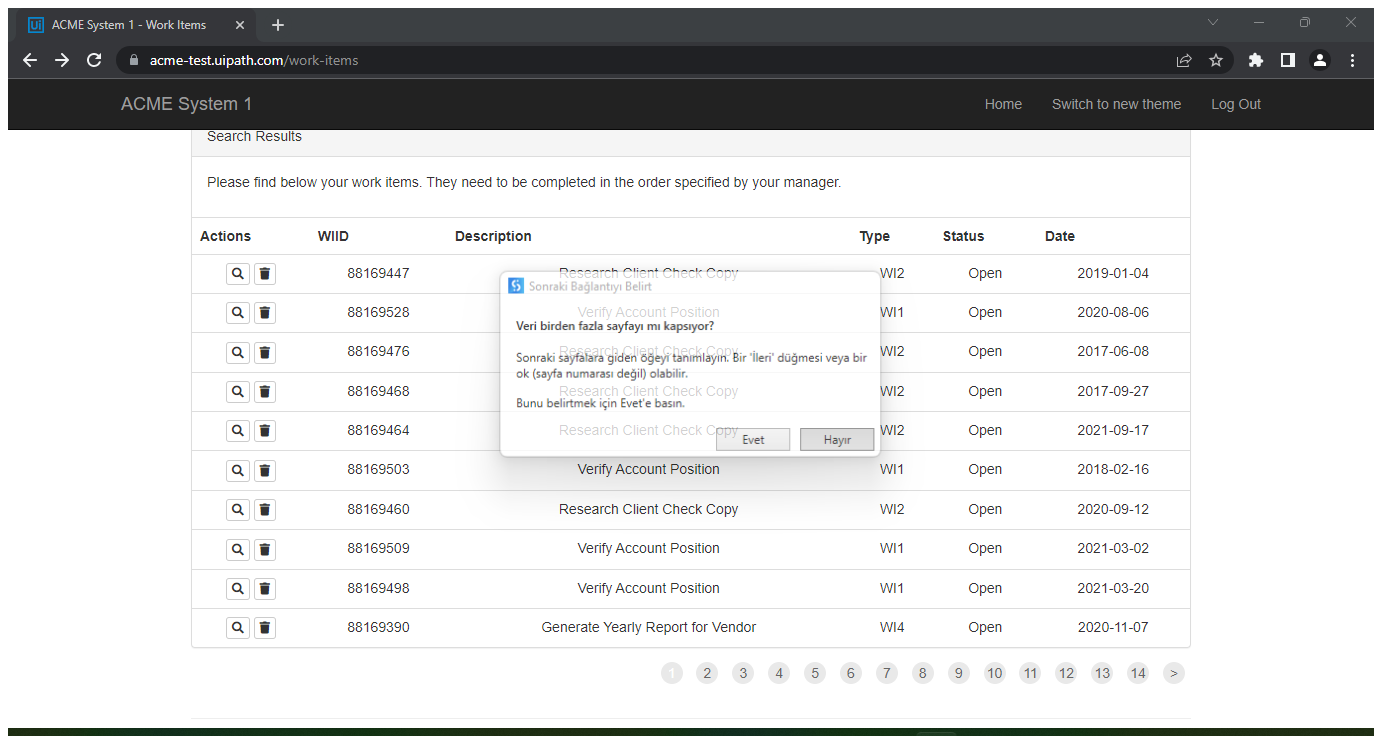 ACME System 1 - Work Items
acme-test.uipath.com/work-items
ACME System 1 Home Switch to new theme Log Out
Search Results
Please find below your work items. They need to be completed in the order specified by your manager.
Actions WIID Description Type Status Date
88169447 Research Client Check Copy WI2 Open 2019-01-04
Sonraki Bağlantıyı Belirt
88169528 Verify Account Position WI1 Open 2020-08-06
Veri birden fazla sayfayı mı kapsıyor?
88169476 Research Client Check Copy WI2 Open 2017-06-08
Sonraki sayfalara giden öğeyi tanımlayın. Bir 'İleri' düğmesi veya bir
ok (sayfa numarası değil) olabilir.
88169468 Research Client Check Copy WI2 Open 2017-09-27
Bunu belirtmek için Evet'e basın.
88169464 Research Client Check Copy WI2 Open 2021-09-17
Evet Hayır
88169503 Verify Account Position WI1 Open 2018-02-16
88169460 Research Client Check Copy WI2 Open 2020-09-12
88169509 Verify Account Position WI1 Open 2021-03-02
88169498 Verify Account Position WI1 Open 2021-03-20
88169390 Generate Yearly Report for Vendor WI4 Open 2020-11-07
1 2 3 4 5 6 7 8 9 10 11 12 13 14 >